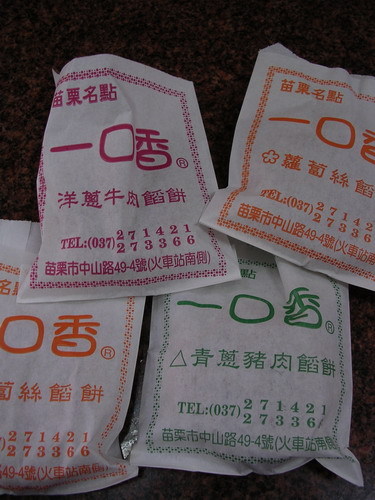 苗栗名點
一口香®
洋蔥牛肉餡餅
TEL:(037) 271421
273366
苗栗市中山路49-4號(火車站南側)
苗栗名點
一口香
蘿蔔絲餡
TEL:(037) 27142
27336
苗栗市中山路49-4號(火車站南
口香®
蔔絲餡餅
271421
273366
49-4號(火車站南
點
一口香®
△青蔥豬肉餡餅
TEL:(037) 271421
273366
苗栗市中山路49-4號(火車站南側